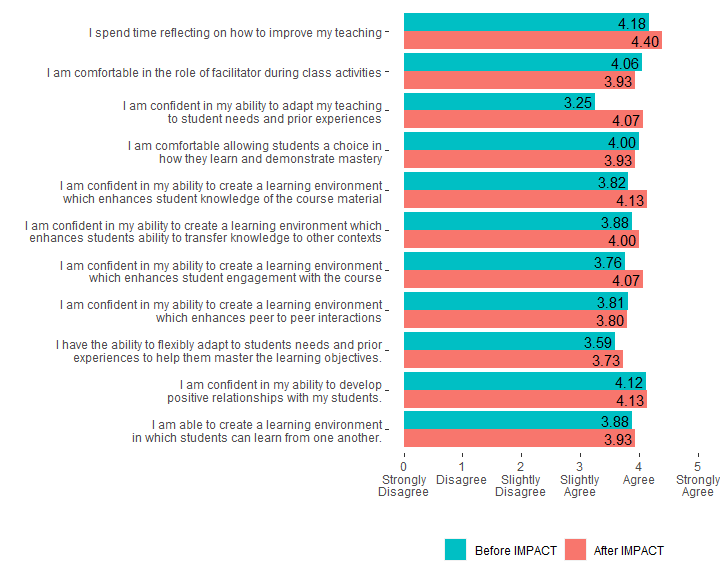 I spend time reflecting on how to improve my teaching
4.18
4.40
I am comfortable in the role of facilitator during class activities
4.06
3.93
I am confident in my ability to adapt my teaching
to student needs and prior experiences
3.25
4.07
I am comfortable allowing students a choice in
how they learn and demonstrate mastery
4.00
3.93
I am confident in my ability to create a learning environment
which enhances student knowledge of the course material
3.82
4.13
I am confident in my ability to create a learning environment which
enhances students ability to transfer knowledge to other contexts
3.88
4.00
I am confident in my ability to create a learning environment
which enhances student engagement with the course
3.76
4.07
I am confident in my ability to create a learning environment
which enhances peer to peer interactions
3.81
3.80
I have the ability to flexibly adapt to students needs and prior
experiences to help them master the learning objectives.
3.59
3.73
I am confident in my ability to develop
positive relationships with my students.
4.12
4.13
I am able to create a learning environment
in which students can learn from one another.
3.88
3.93
0 1 2 3 4 5
Strongly Disagree Slightly Slightly Agree Strongly
Disagree Disagree Agree Agree
Before IMPACT After IMPACT